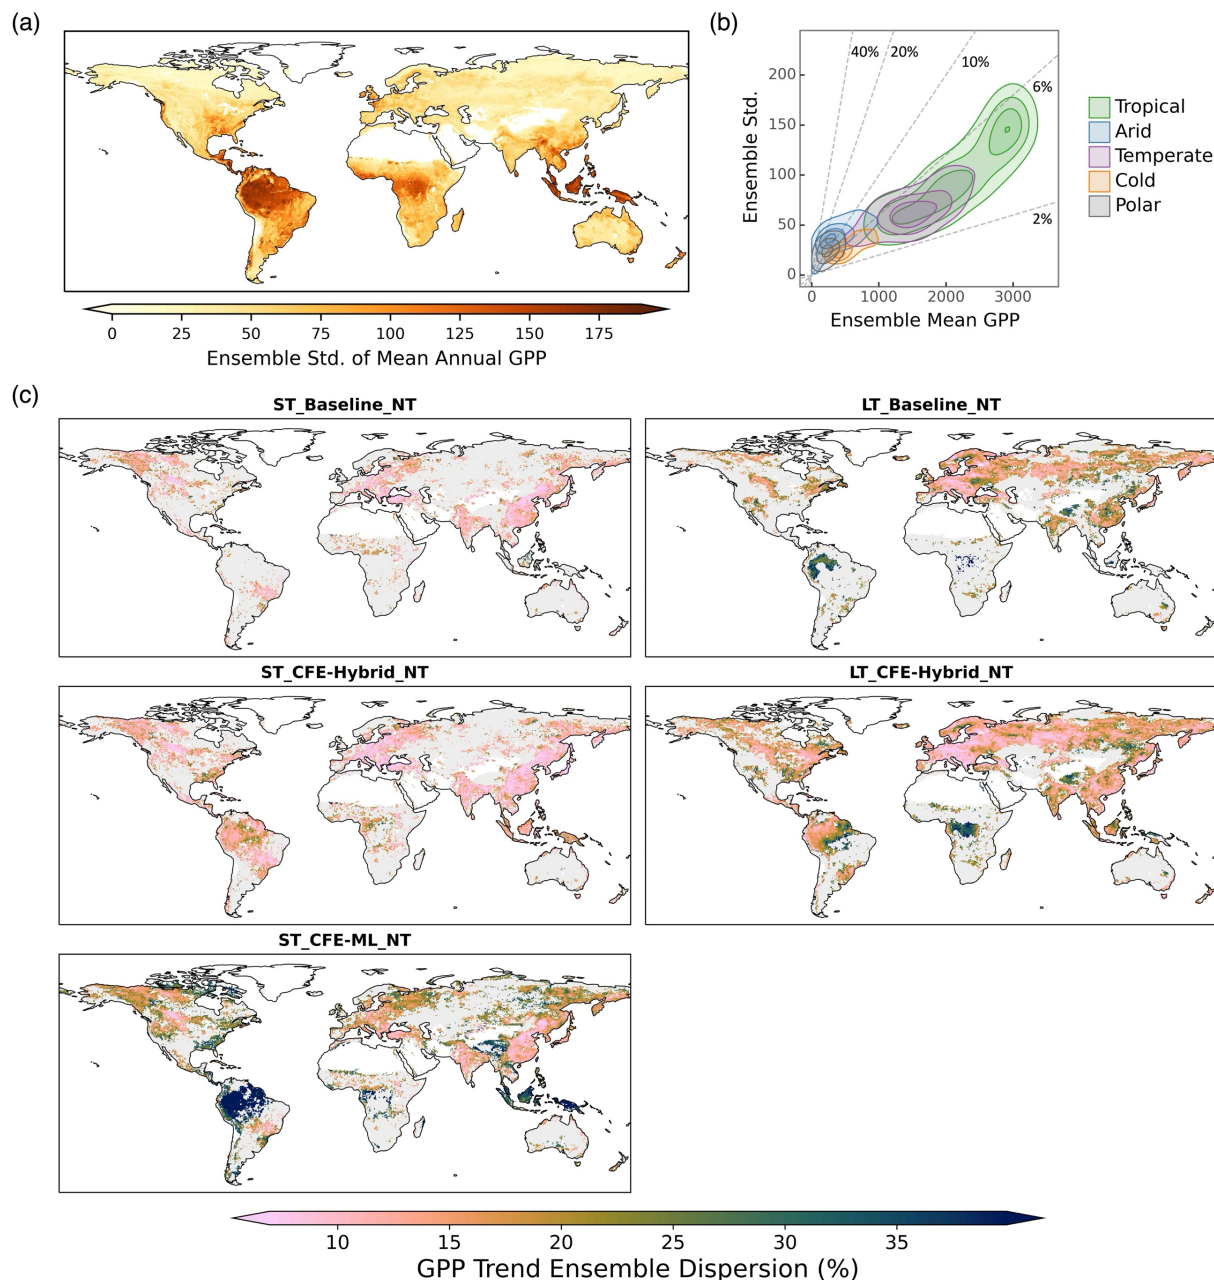 (a)
0 25 50 75 100 125 150 175
Ensemble Std. of Mean Annual GPP
(b)
Ensemble Std.
200
150
100
50
0
40%
20%
10%
6%
2%
0 1000 2000 3000
Ensemble Mean GPP
Tropical
Arid
Temperate
Cold
Polar
(c)
ST_Baseline_NT
LT_Baseline_NT
ST_CFE-Hybrid_NT
LT_CFE-Hybrid_NT
ST_CFE-ML_NT
10 15 20 25 30 35
GPP Trend Ensemble Dispersion (%)